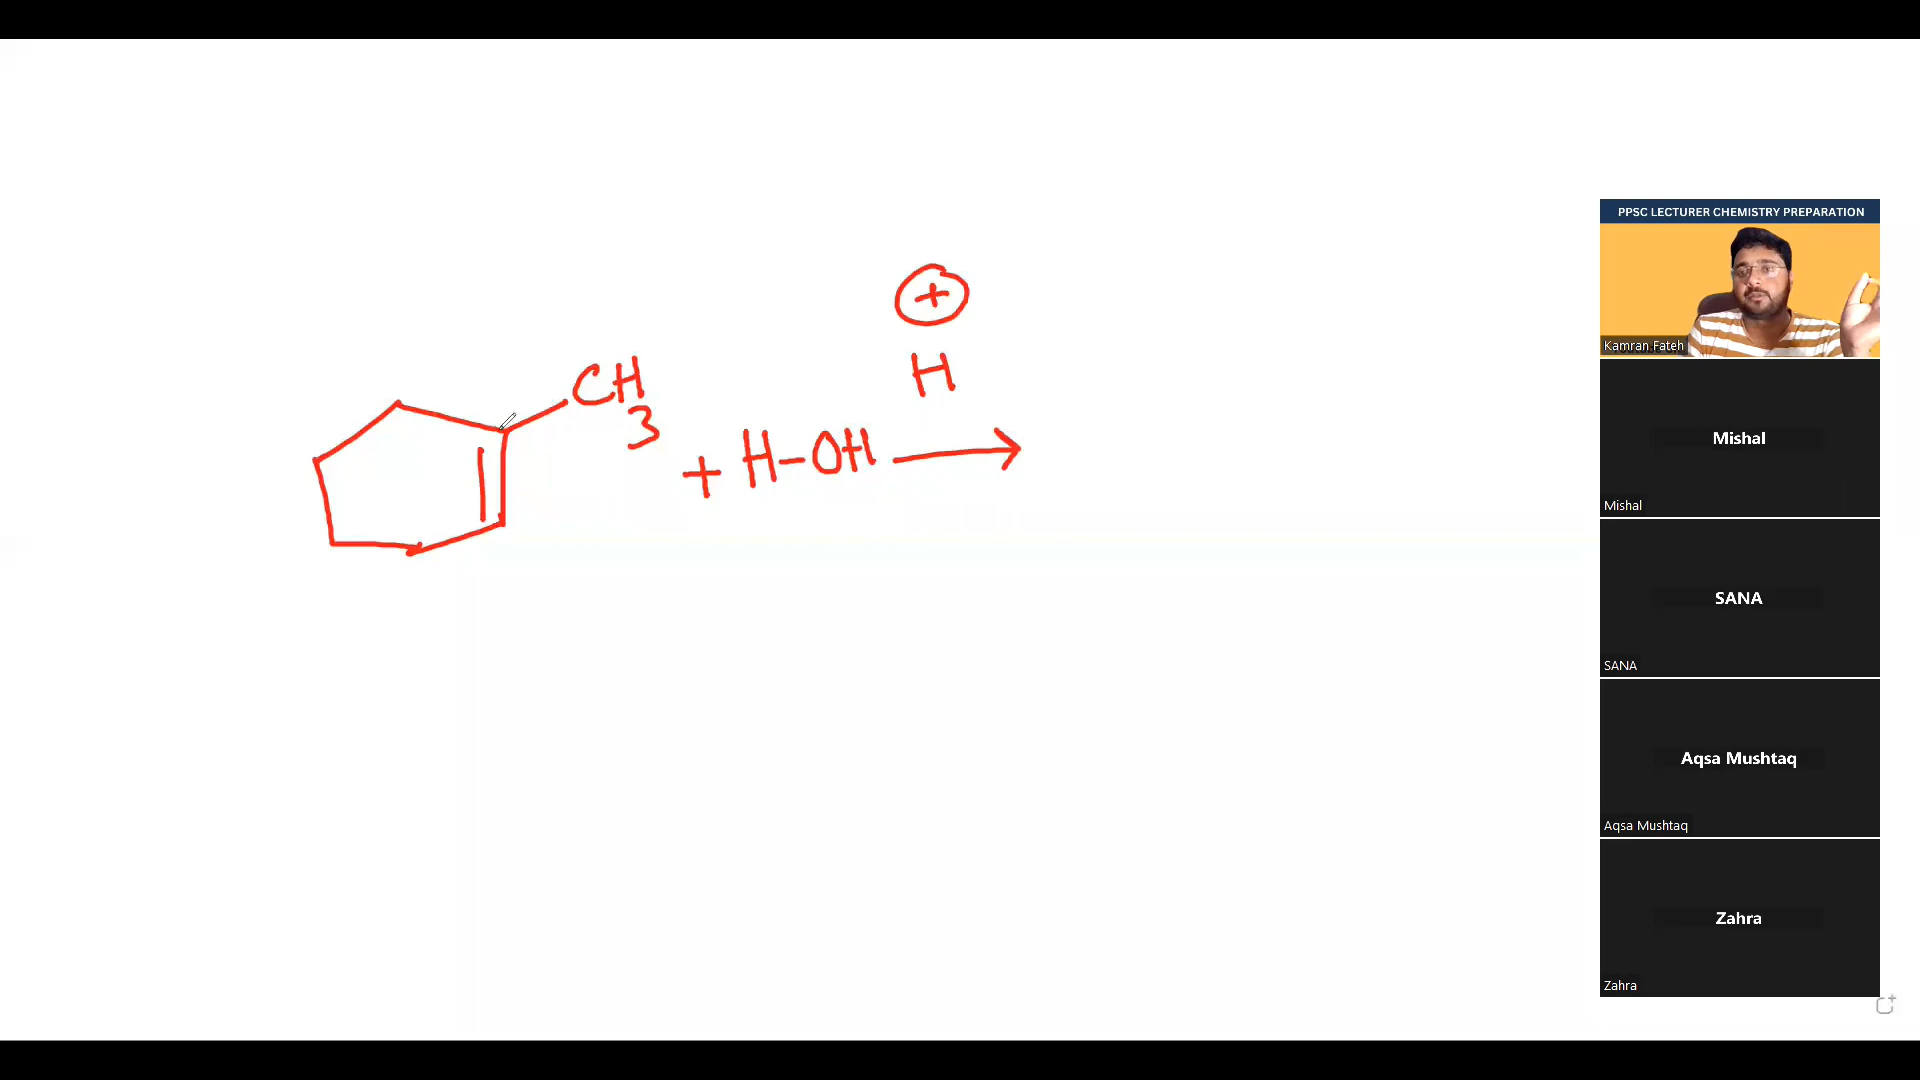 PPSC LECTURER CHEMISTRY PREPARATION
Kamran Fateh
+
H
CH
3
+ H-OH
Mishal
Mishal
SANA
SANA
Aqsa Mushtaq
Aqsa Mushtaq
Zahra
Zahra